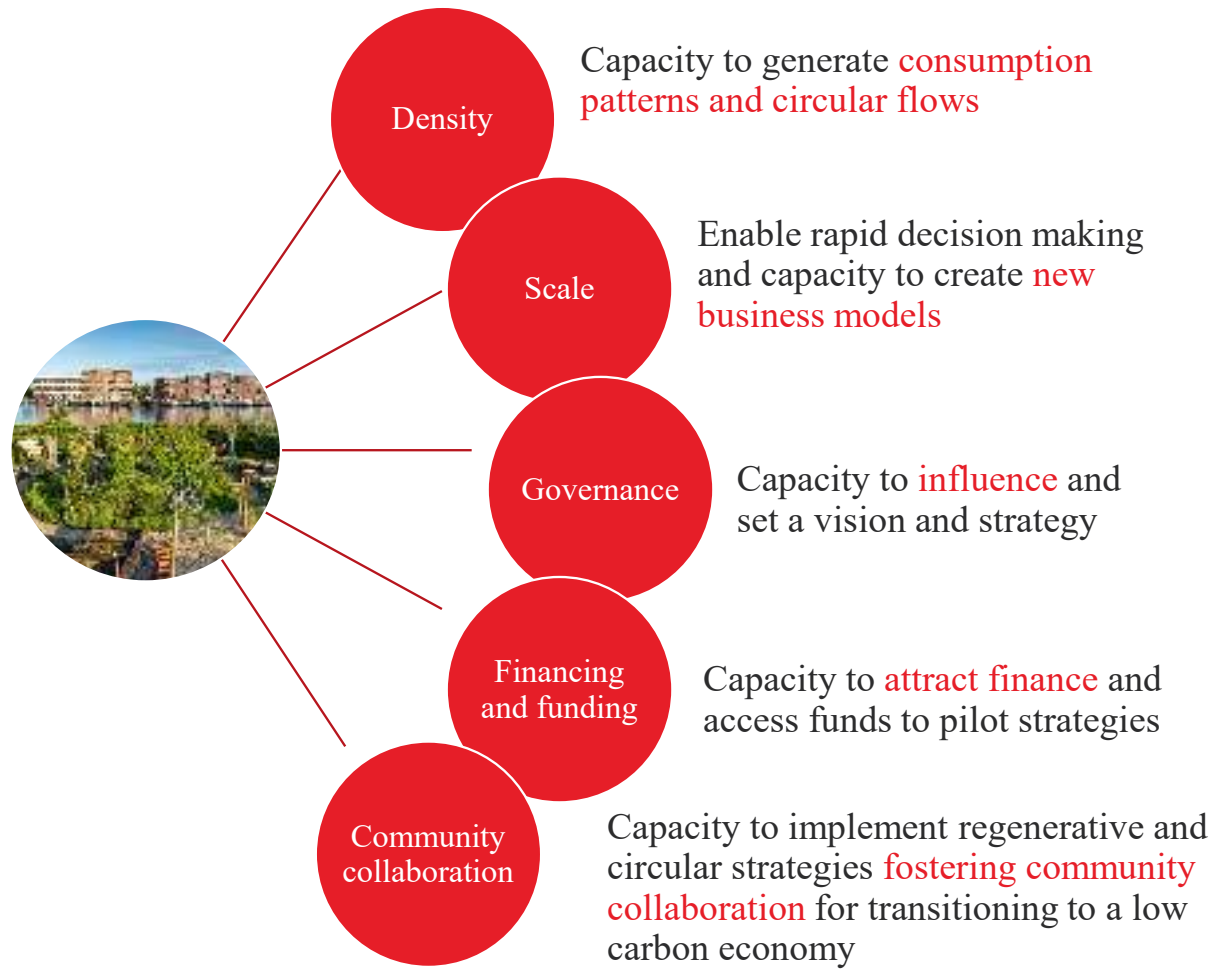 Density
Capacity to generate consumption
patterns and circular flows
Scale
Enable rapid decision making
and capacity to create new
business models
Governance
Capacity to influence and
set a vision and strategy
Financing
and funding
Capacity to attract finance and
access funds to pilot strategies
Community
collaboration
Capacity to implement regenerative and
circular strategies fostering community
collaboration for transitioning to a low
carbon economy